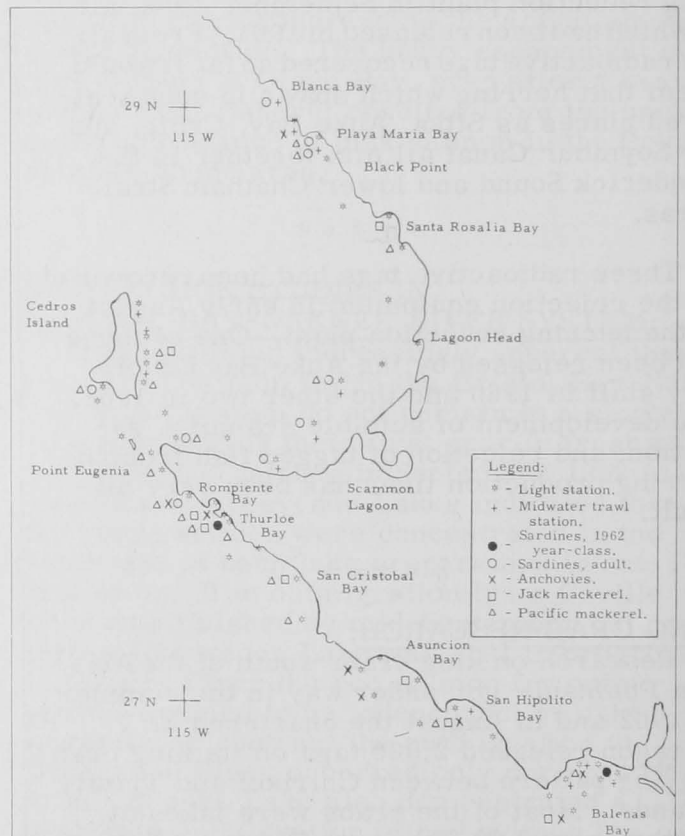 Blanca Bay
29 N
115 W
Playa Maria Bay
Black Point
Santa Rosalia Bay
Cedros
Island
Lagoon Head
Point Eugenia
Rompiente
Bay
Scammon
Lagoon
Thurloe
Bay
Legend:
- Light station.
+ - Midwater trawl
station.
- Sardines, 1962
year-class.
- Sardines, adult.
- Anchovies.
- Jack mackerel.
- Pacific mackerel.
San Cristobal
Bay
Asuncion
Bay
27 N
115 W
San Hipolito
Bay
Balenas
Bay